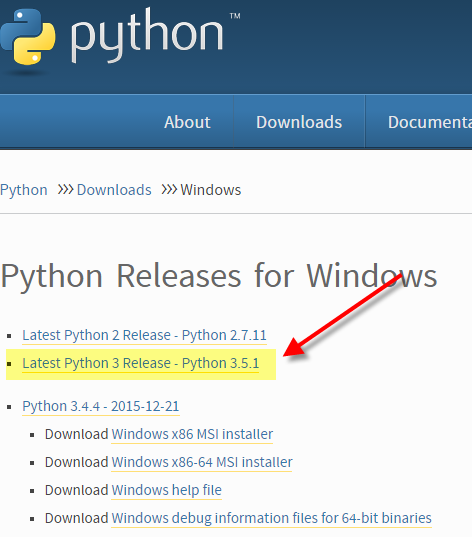 python™
About Downloads Documenta
Python >>> Downloads >>> Windows
Python Releases for Windows
Latest Python 2 Release - Python 2.7.11
Latest Python 3 Release - Python 3.5.1
Python 3.4.4 - 2015-12-21
Download Windows x86 MSI installer
Download Windows x86-64 MSI installer
Download Windows help file
Download Windows debug information files for 64-bit binaries